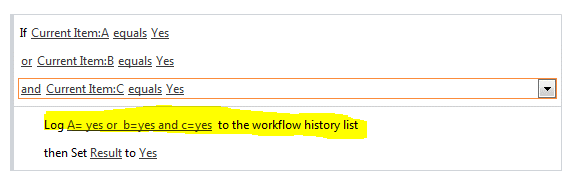 If Current Item:A equals Yes
or Current Item:B equals Yes
and Current Item:C equals Yes
Log A= yes or b=yes and c=yes to the workflow history list
then Set Result to Yes